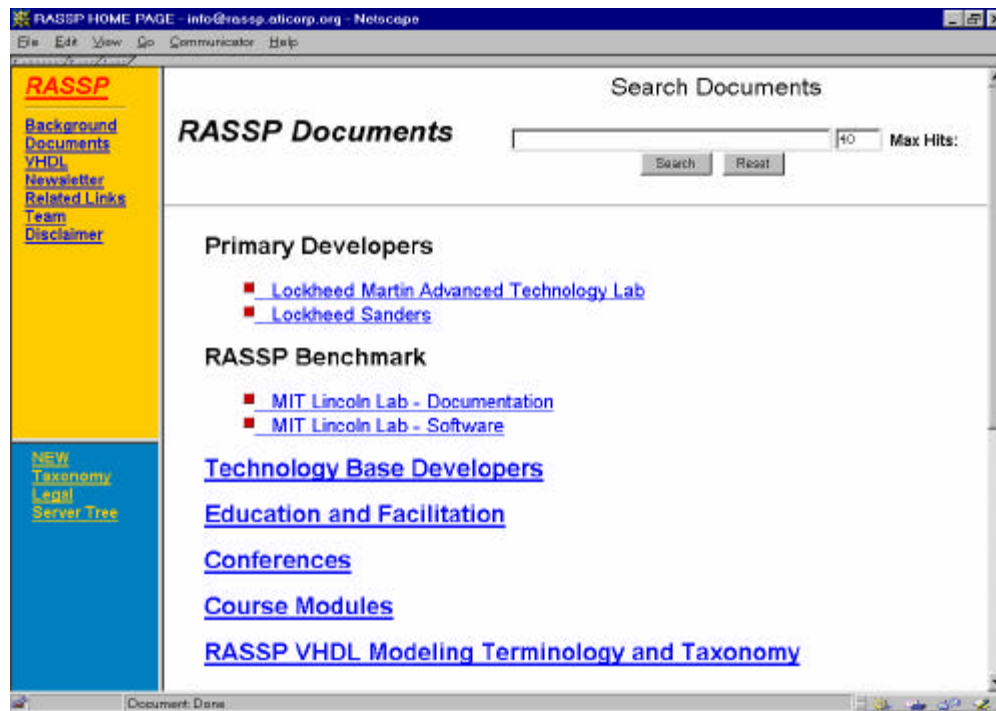 RASSP HOME PAGE - info@rassp.aticorp.org - Netscape
File Edit View Go Communicator Help
RASSP
Background
Documents
VHDL
Newsletter
Related Links
Team
Disclaimer
NEW
Taxonomy
Legal
Server Tree
Search Documents
RASSP Documents
40 Max Hits:
Search Reset
Primary Developers
Lockheed Martin Advanced Technology Lab
Lockheed Sanders
RASSP Benchmark
MIT Lincoln Lab - Documentation
MIT Lincoln Lab - Software
Technology Base Developers
Education and Facilitation
Conferences
Course Modules
RASSP VHDL Modeling Terminology and Taxonomy
Document: Done